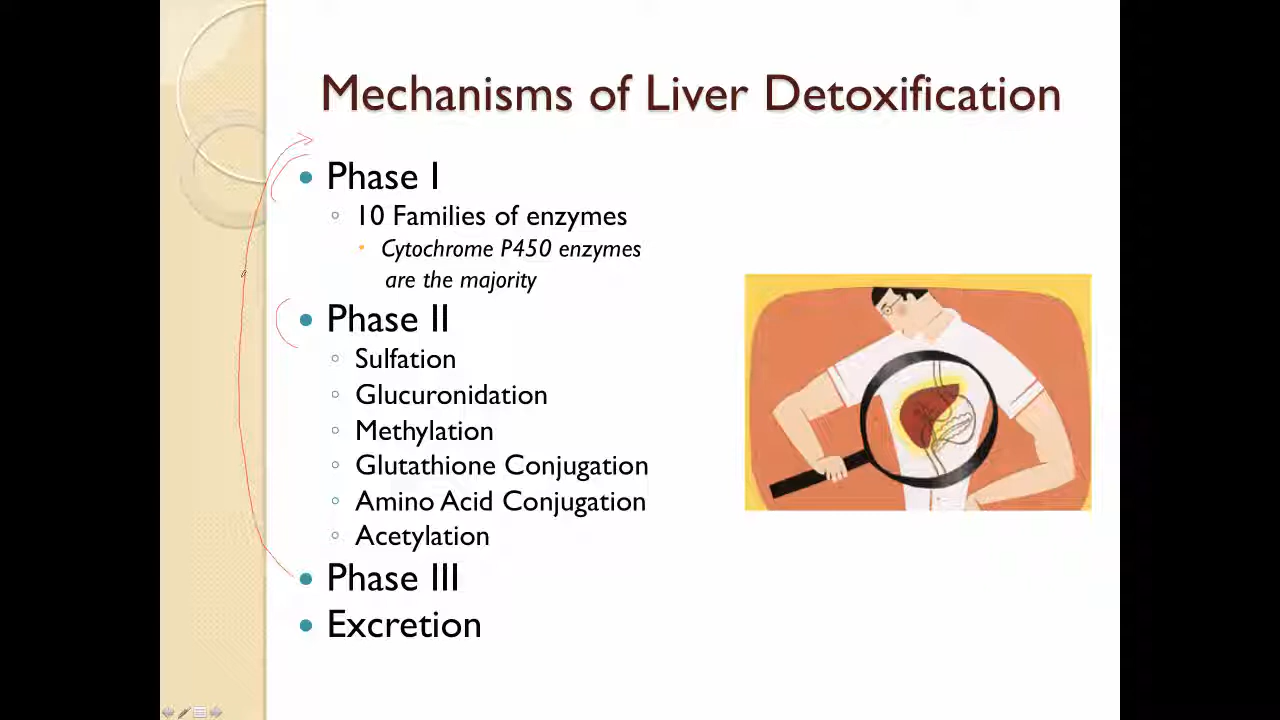 Mechanisms of Liver Detoxification
Phase I
10 Families of enzymes
Cytochrome P450 enzymes
are the majority
Phase II
Sulfation
Glucuronidation
Methylation
Glutathione Conjugation
Amino Acid Conjugation
Acetylation
Phase III
Excretion